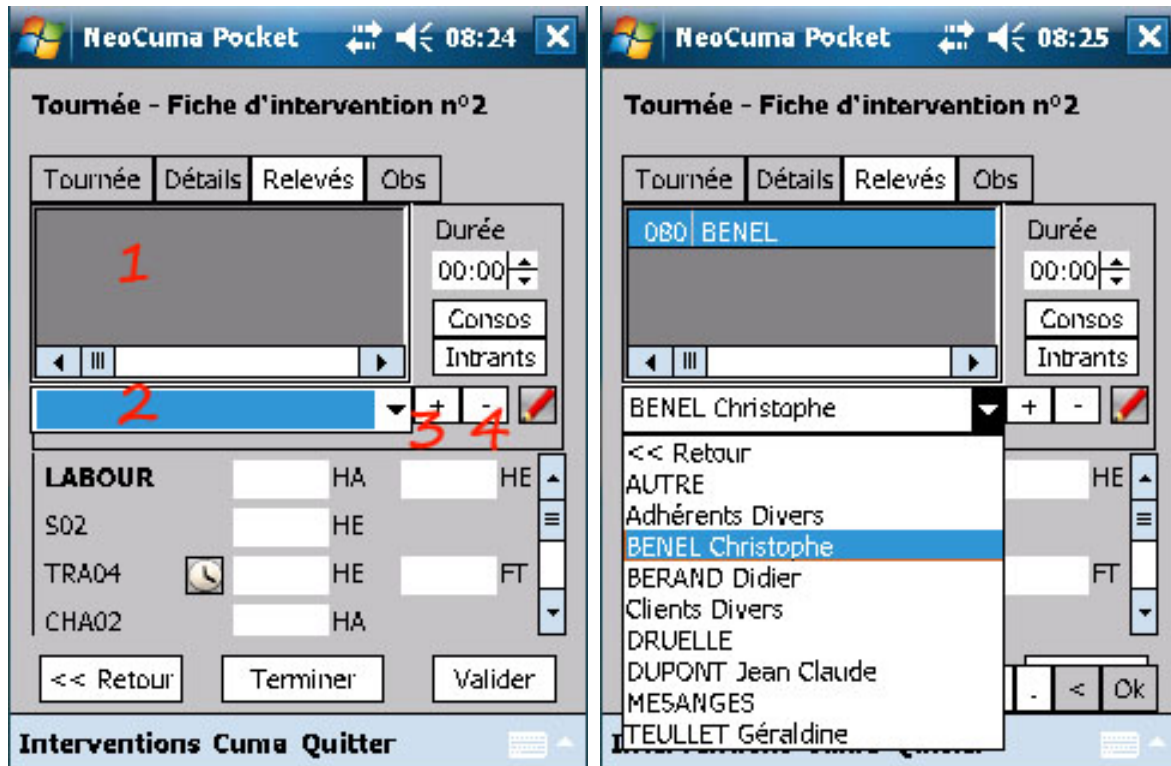 NeoCuma Pocket 08:24
Tournée - Fiche d'intervention n°2
Tournée Détails Relevés Obs
1
Durée
00:00
Consos
Intrants
2
+ -
3 4
LABOUR HA HE
S02 HE
TRA04 HE FT
CHA02 HA
<< Retour Terminer Valider
Interventions Cuma Quitter
NeoCuma Pocket 08:25
Tournée - Fiche d'intervention n°2
Tournée Détails Relevés Obs
080 BENEL
Durée
00:00
Consos
Intrants
BENEL Christophe + -
<< Retour
HE
AUTRE
Adhérents Divers
BENEL Christophe
BERAND Didier
FT
Clients Divers
DRUELLE
DUPONT Jean Claude
. < Ok
MESANGES
TEULLET Géraldine